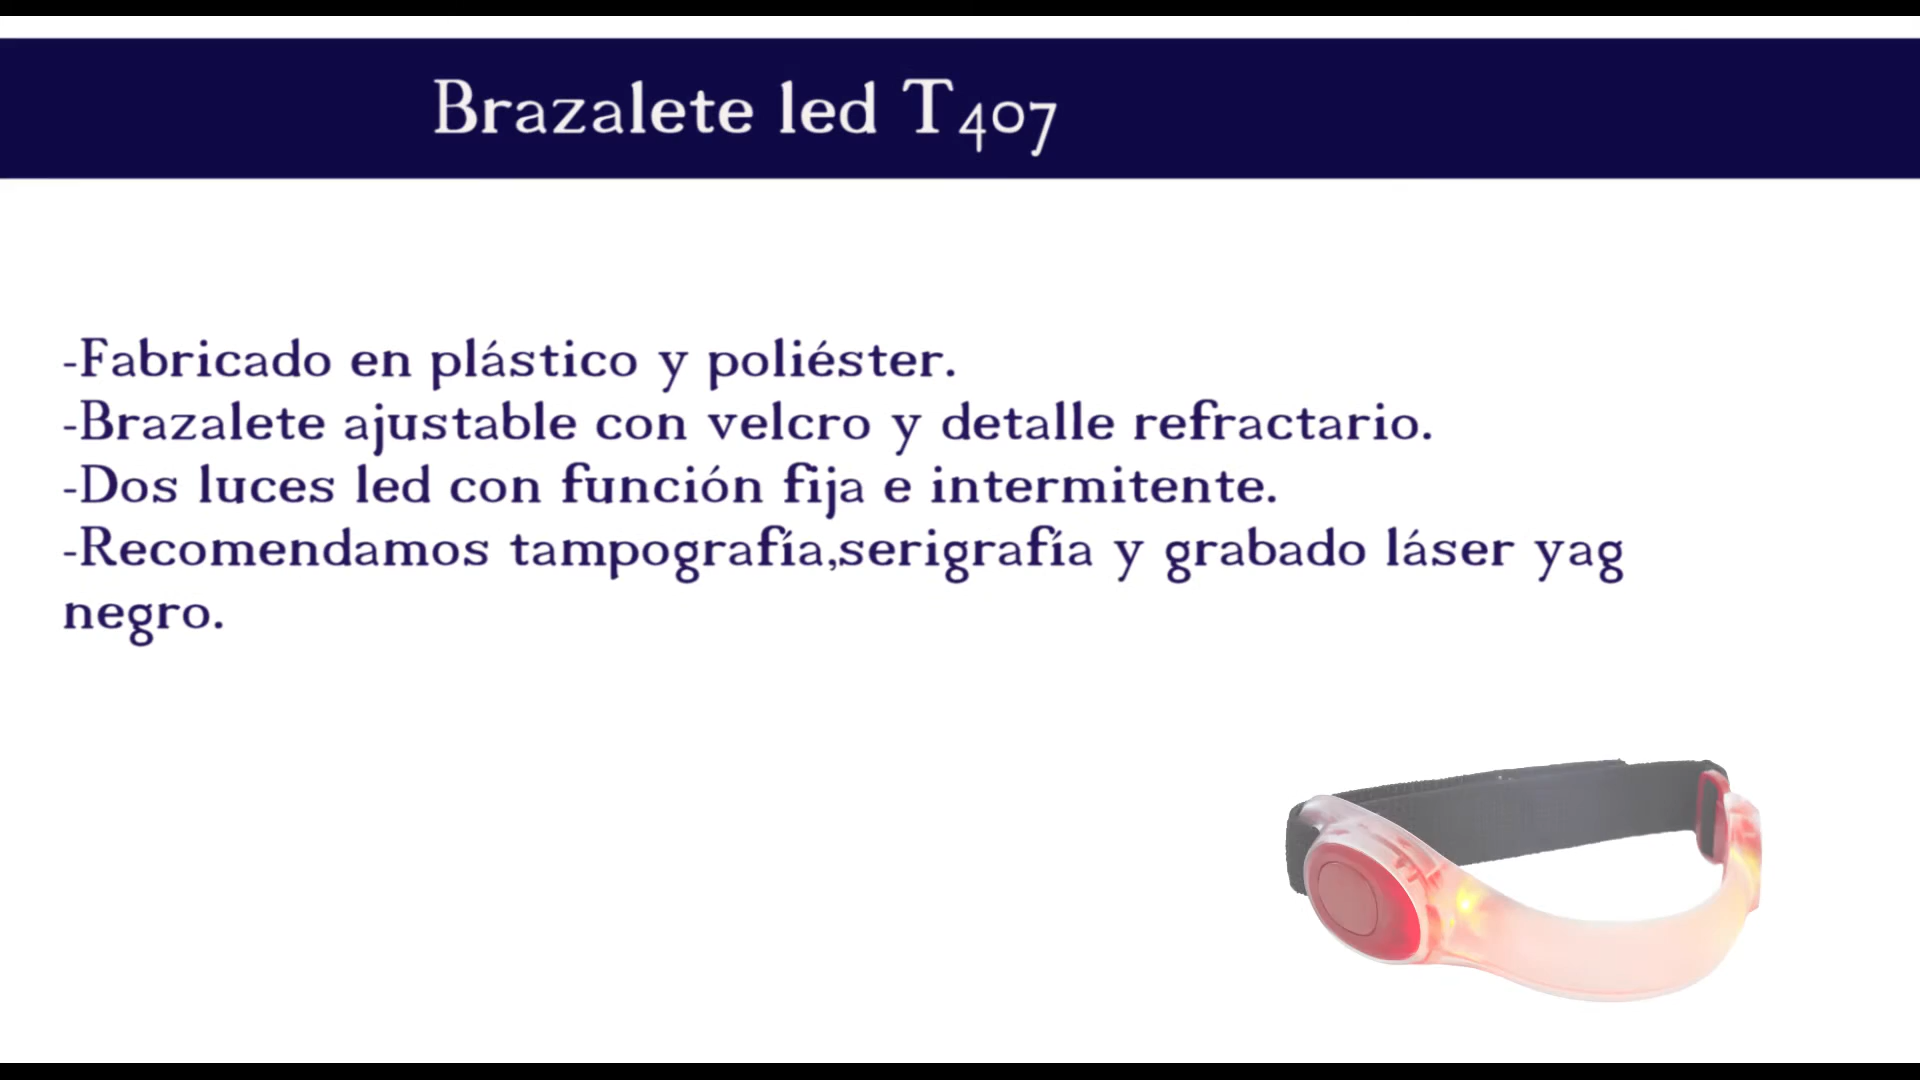 Brazalete led T407
-Fabricado en plástico y poliéster.
-Brazalete ajustable con velcro y detalle refractario.
-Dos luces led con función fija e intermitente.
-Recomendamos tampografía,serigrafía y grabado láser yag
negro.